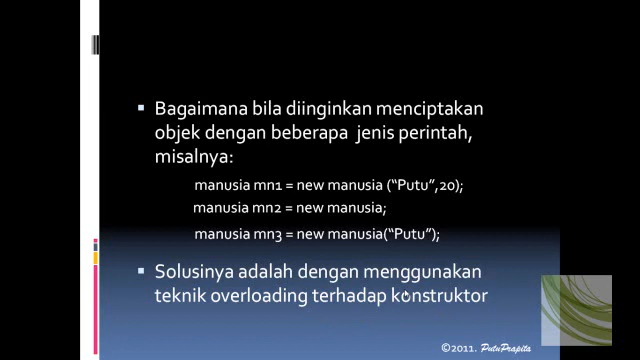 Bagaimana bila diinginkan menciptakan
objek dengan beberapa jenis perintah,
misalnya:
manusia mn1 = new manusia (“Putu”,20);
manusia mn2 = new manusia;
manusia mn3 = new manusia(“Putu”);
Solusinya adalah dengan menggunakan
teknik overloading terhadap konstruktor
©2011. PutuPrapita